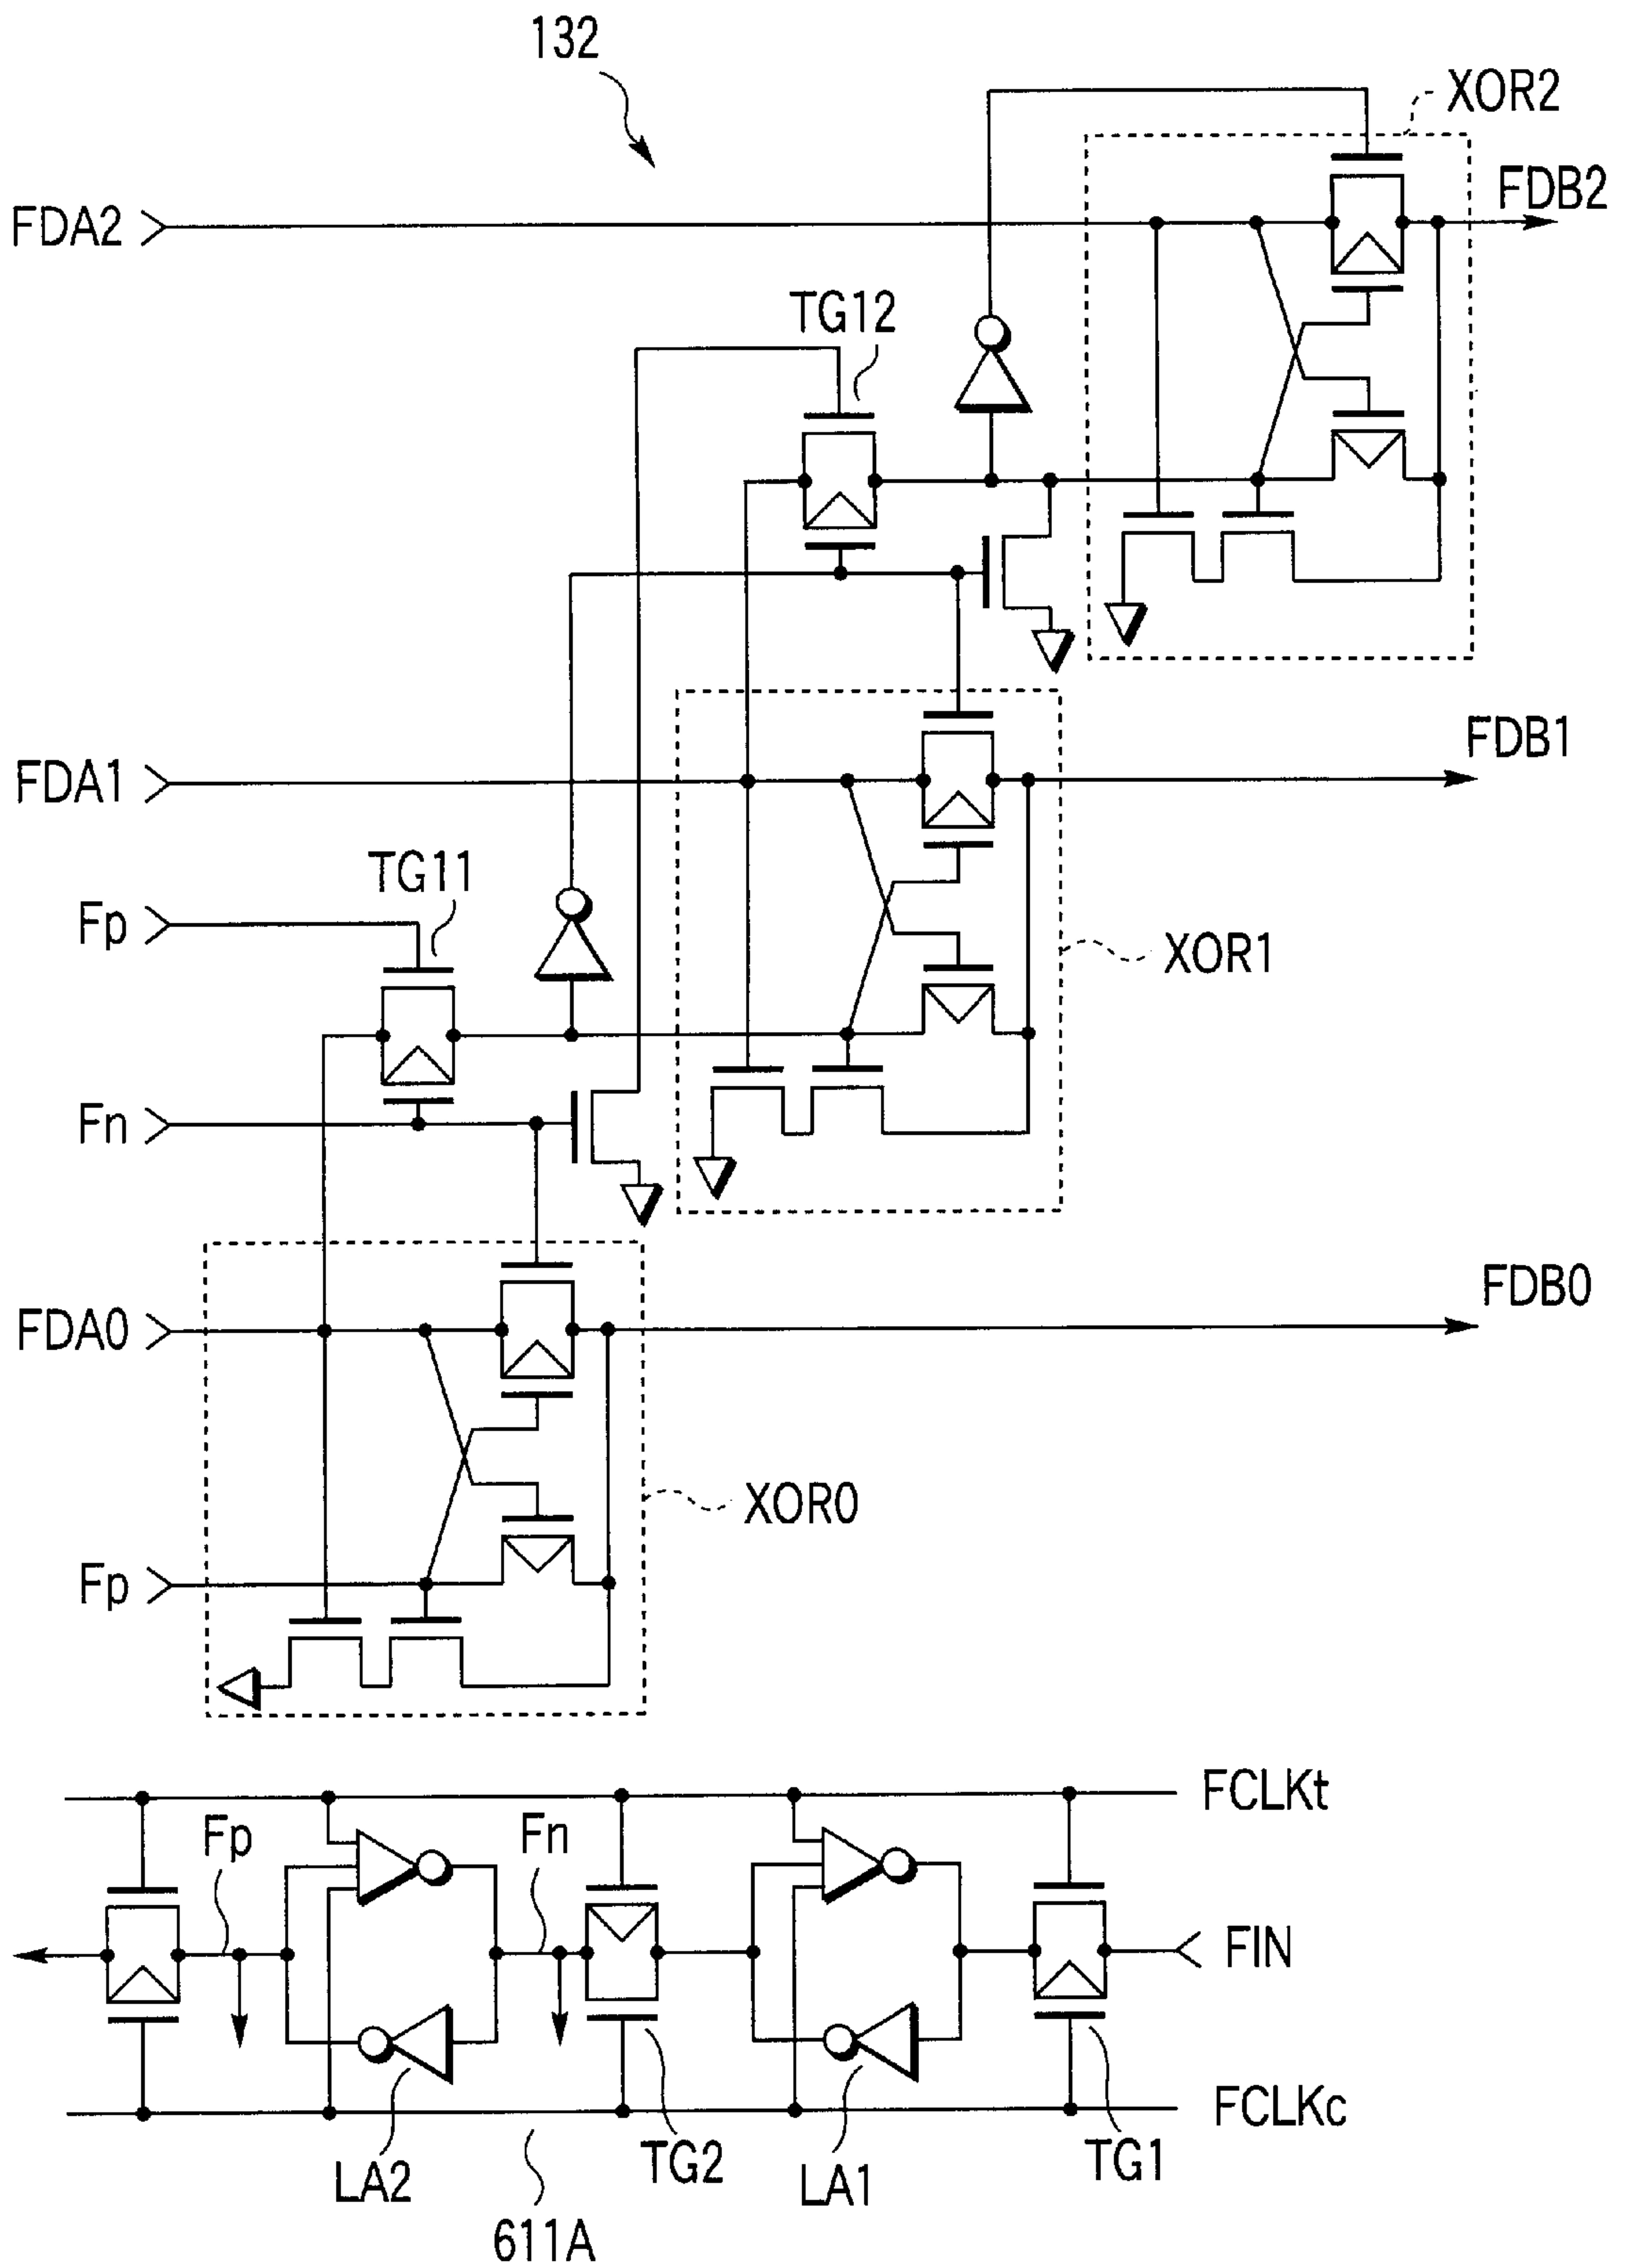 132
XOR2
FDB2
FDA2
TG12
FDB1
FDA1
TG11
Fp
XOR1
Fn
FDB0
FDA0
XOR0
Fp
FCLKt
Fp
Fn
FIN
FCLKc
TG2
TG1
LA2
LA1
611A